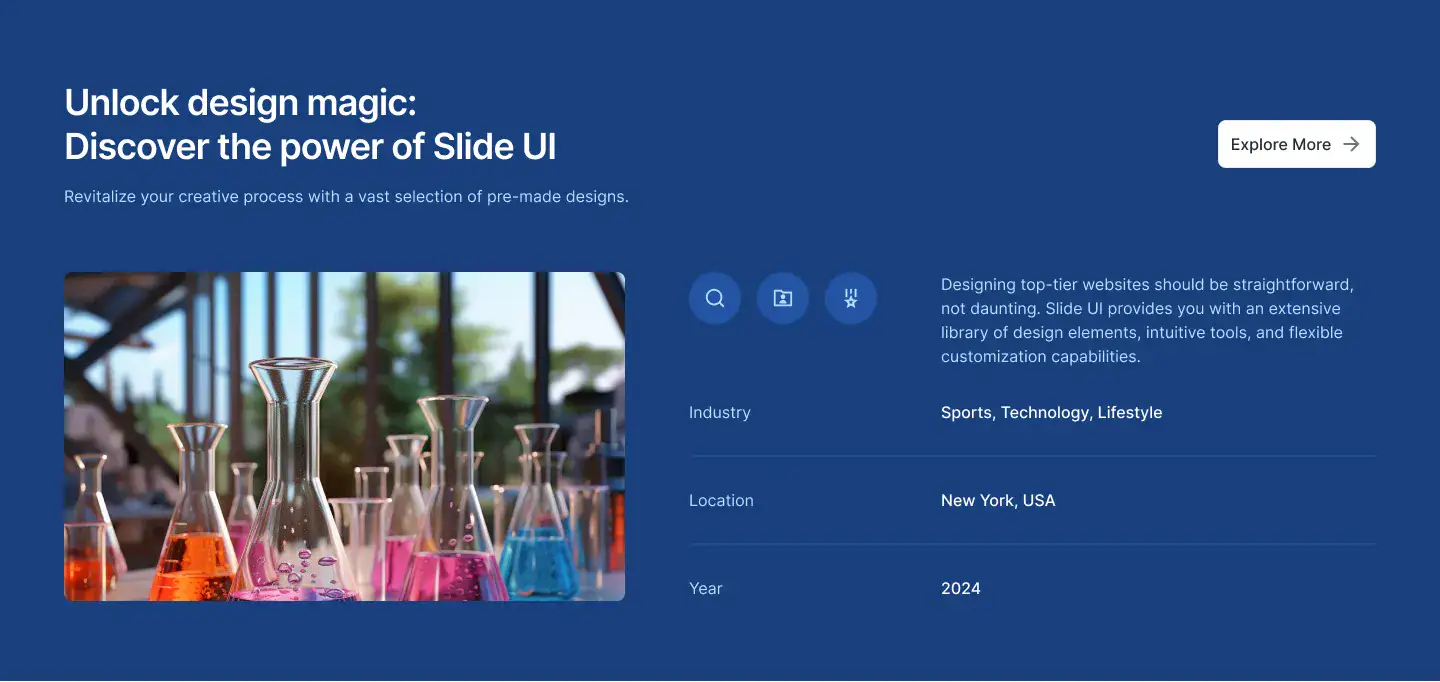 Unlock design magic:
Discover the power of Slide UI
Revitalize your creative process with a vast selection of pre-made designs.
Explore More
Designing top-tier websites should be straightforward,
not daunting. Slide UI provides you with an extensive
library of design elements, intuitive tools, and flexible
customization capabilities.
Industry
Sports, Technology, Lifestyle
Location
New York, USA
Year
2024